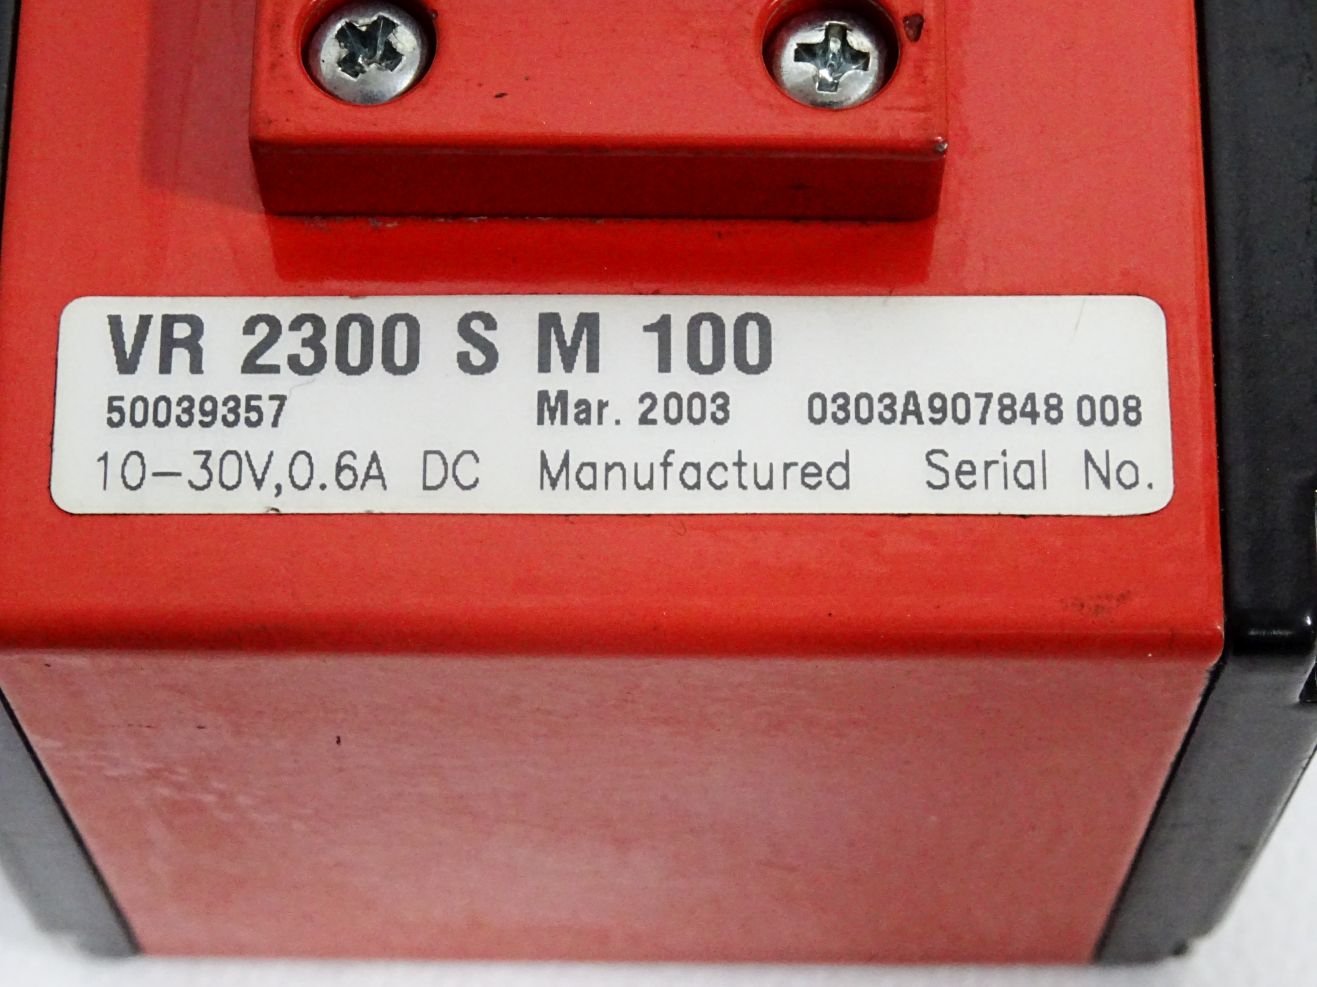 VR 2300 S M 100
50039357 Mar. 2003 0303A907848 008
10-30V,0.6A DC Manufactured Serial No.